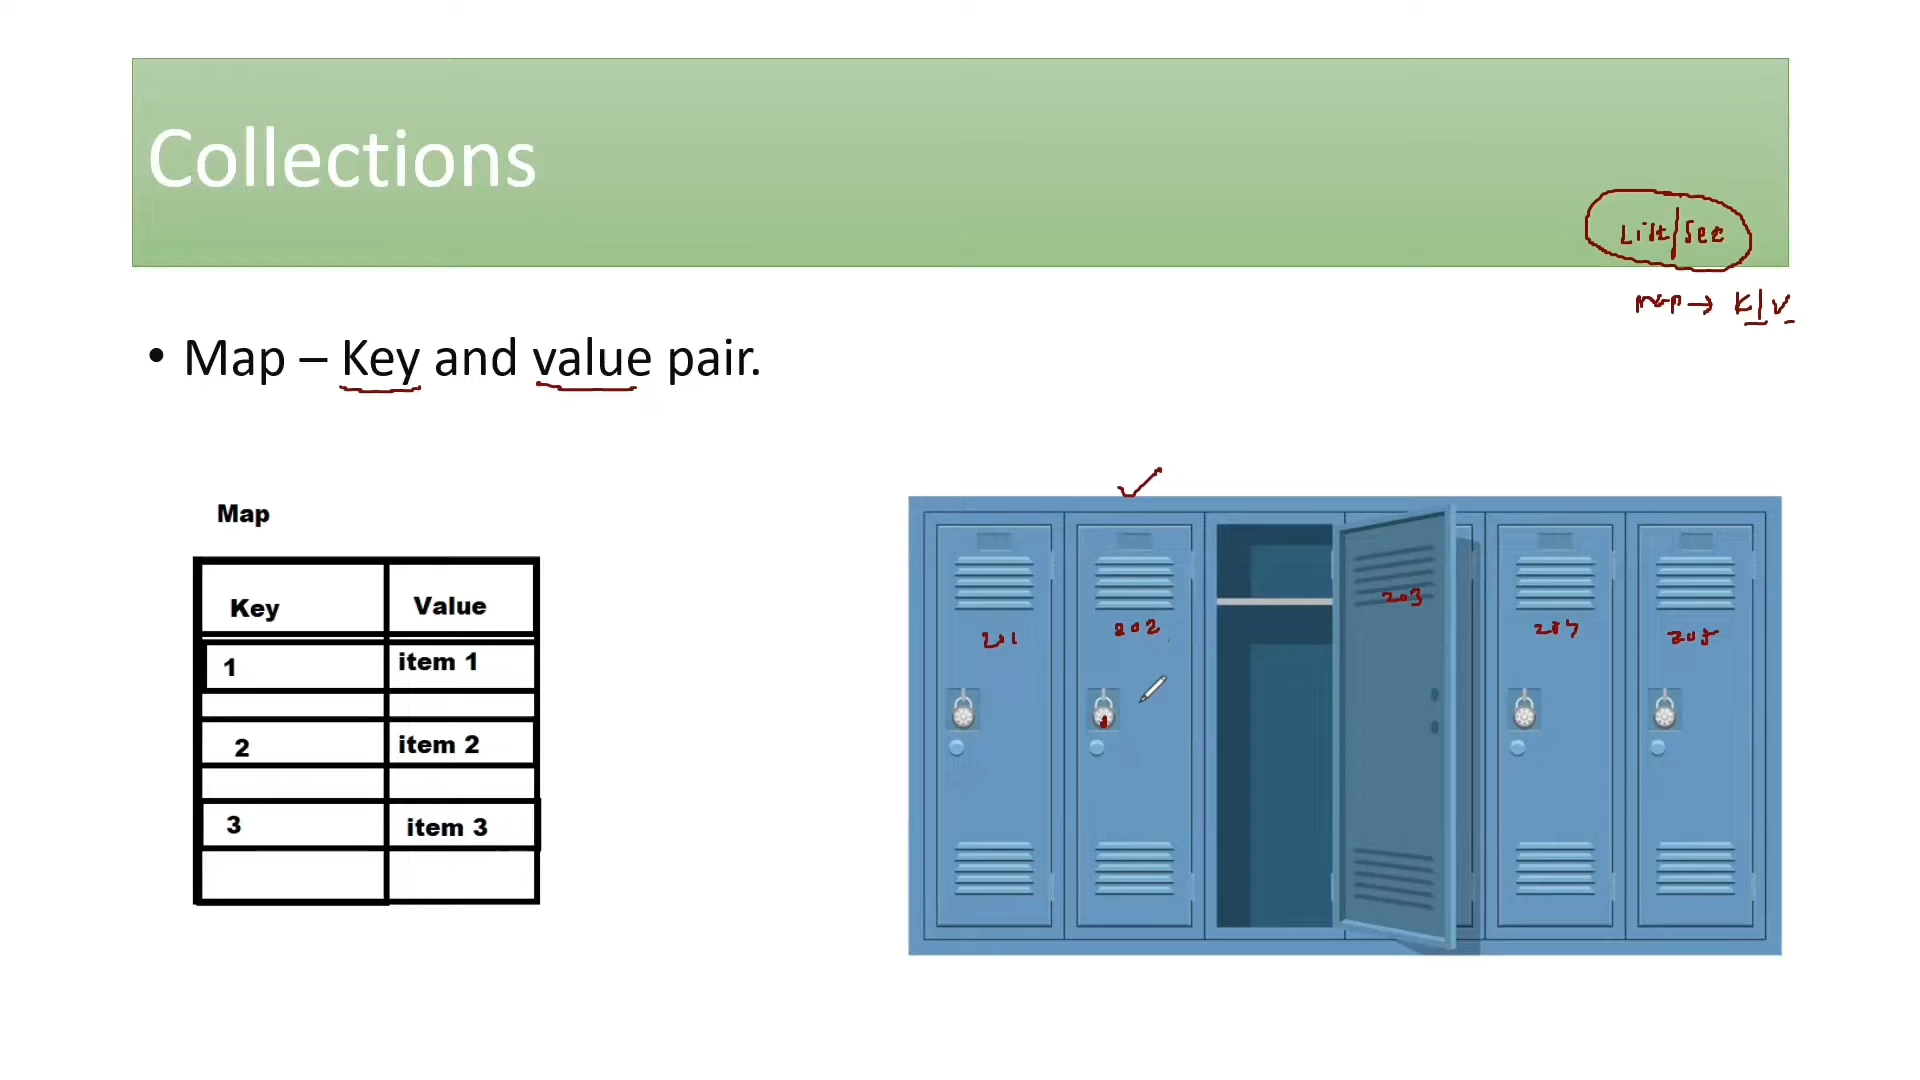 Collections
List/Set
Map → K/V
• Map – Key and value pair.
Map
Key Value
1 item 1
2 item 2
3 item 3
203
201 202 204 205